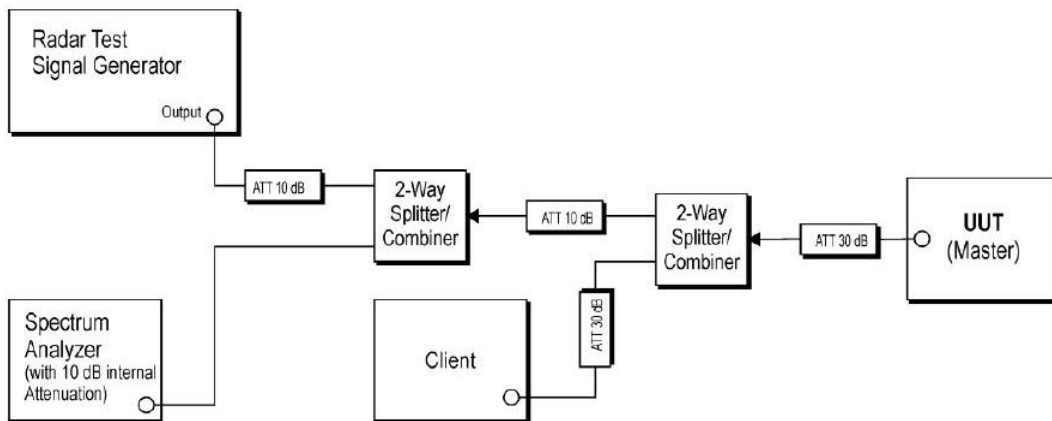 Radar Test
Signal Generator
Output
ATT 10 dB
2-Way
Splitter/
Combiner
ATT 10 dB
2-Way
Splitter/
Combiner
ATT 30 dB
UUT
(Master)
Spectrum
Analyzer
(with 10 dB internal
Attenuation)
Client
ATT 30 dB